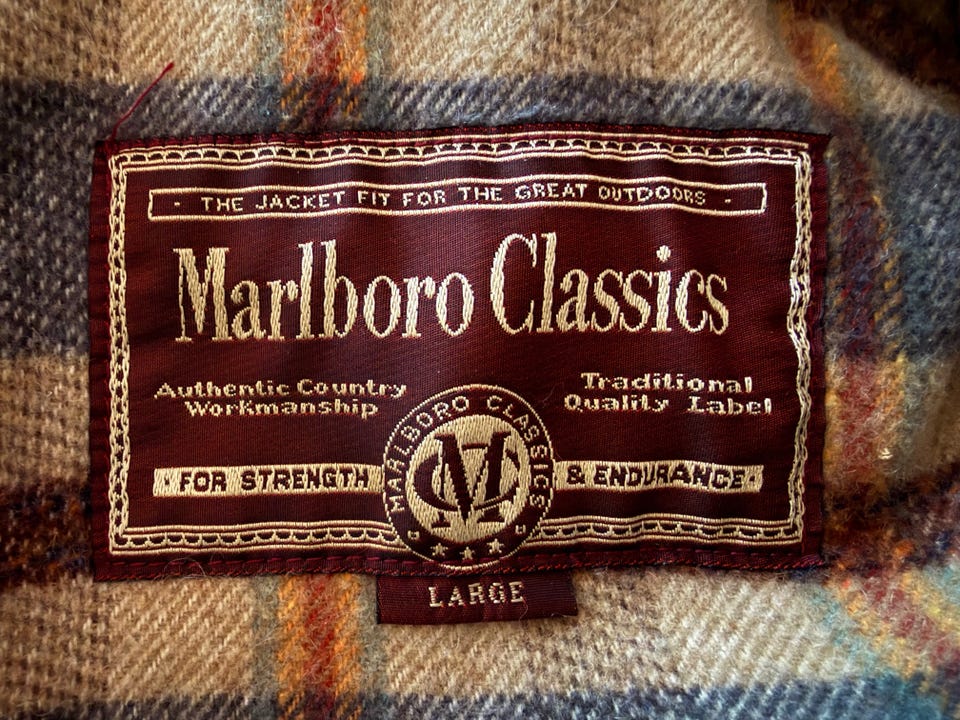 · THE JACKET FIT FOR THE GREAT OUTDOORS ·
Marlboro Classics
Authentic Country
Workmanship
Traditional
Quality Label
MARLBORO CLASSICS
MC
· FOR STRENGTH
& ENDURANCE ·
LARGE